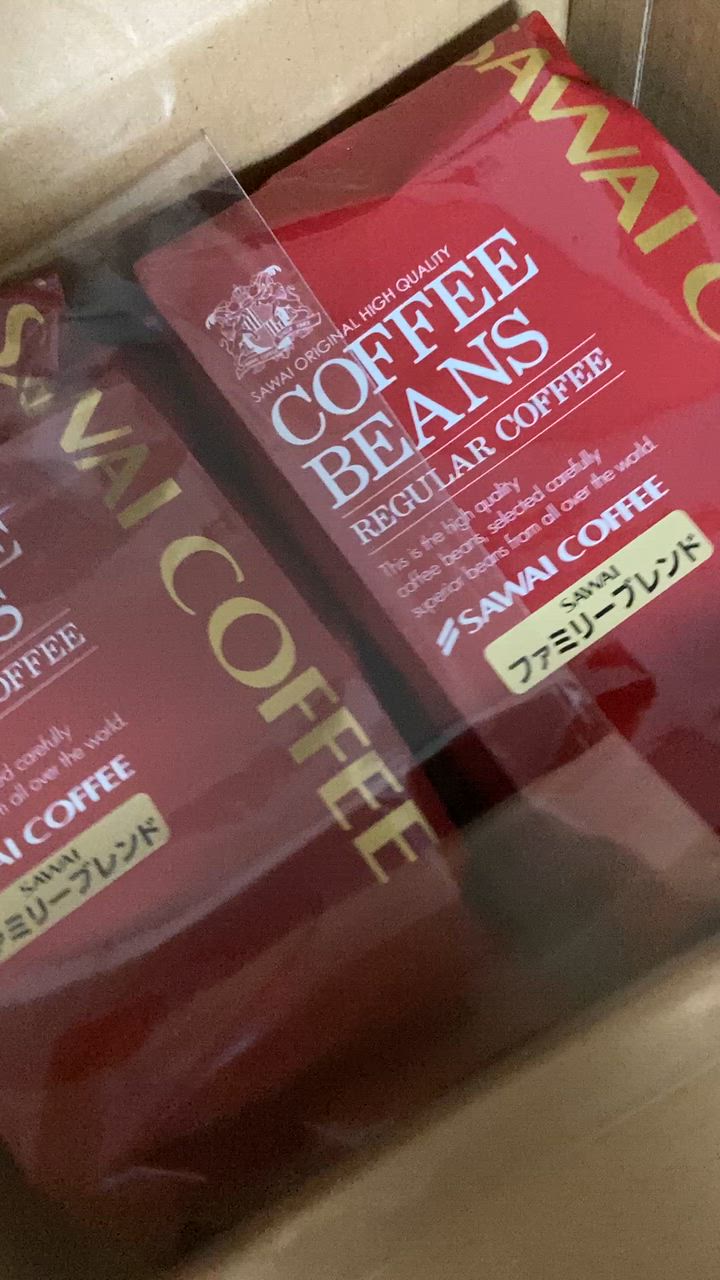 SAWAI C
SAWAI ORIGINAL HIGH QUALITY
COFFEE
BEANS
REGULAR COFFEE
This is the high quality
coffee beans, selected carefully
superior beans from all over the world.
SAWAI COFFEE
SAWAI
ファミリーブレンド
SAWAI COFFEE
E
S
OFFEE
ed carefully
m all over the world.
AI COFFEE
SAWAI
ァミリーブレンド